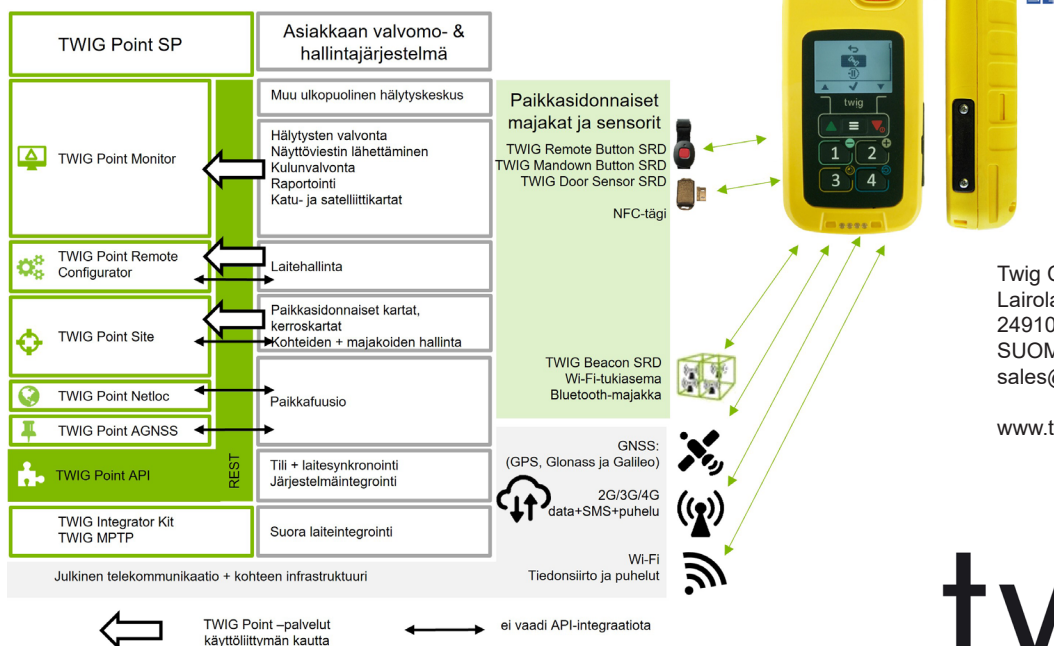 TWIG Point SP
Asiakkaan valvomo- &
hallintajärjestelmä
TWIG Point Monitor
Muu ulkopuolinen hälytyskeskus
Hälytysten valvonta
Näyttöviestin lähettäminen
Kulunvalvonta
Raportointi
Katu- ja satelliittikartat
TWIG Point Remote
Configurator
Laitehallinta
TWIG Point Site
Paikkasidonnaiset kartat,
kerroskartat
Kohteiden + majakoiden hallinta
TWIG Point Netloc
Paikkafuusio
TWIG Point AGNSS
TWIG Point API
REST
Tili + laitesynkronointi
Järjestelmäintegrointi
TWIG Integrator Kit
TWIG MPTP
Suora laiteintegrointi
Julkinen telekommunikaatio + kohteen infrastruktuuri
TWIG Point –palvelut
käyttöliittymän kautta
ei vaadi API-integraatiota
Paikkasidonnaiset
majakat ja sensorit
TWIG Remote Button SRD
TWIG Mandown Button SRD
TWIG Door Sensor SRD
NFC-tägi
TWIG Beacon SRD
Wi-Fi-tukiasema
Bluetooth-majakka
GNSS:
(GPS, Glonass ja Galileo)
2G/3G/4G
data+SMS+puhelu
Wi-Fi
Tiedonsiirto ja puhelut
twig
1 2
3 4
Twig
24910
sales@